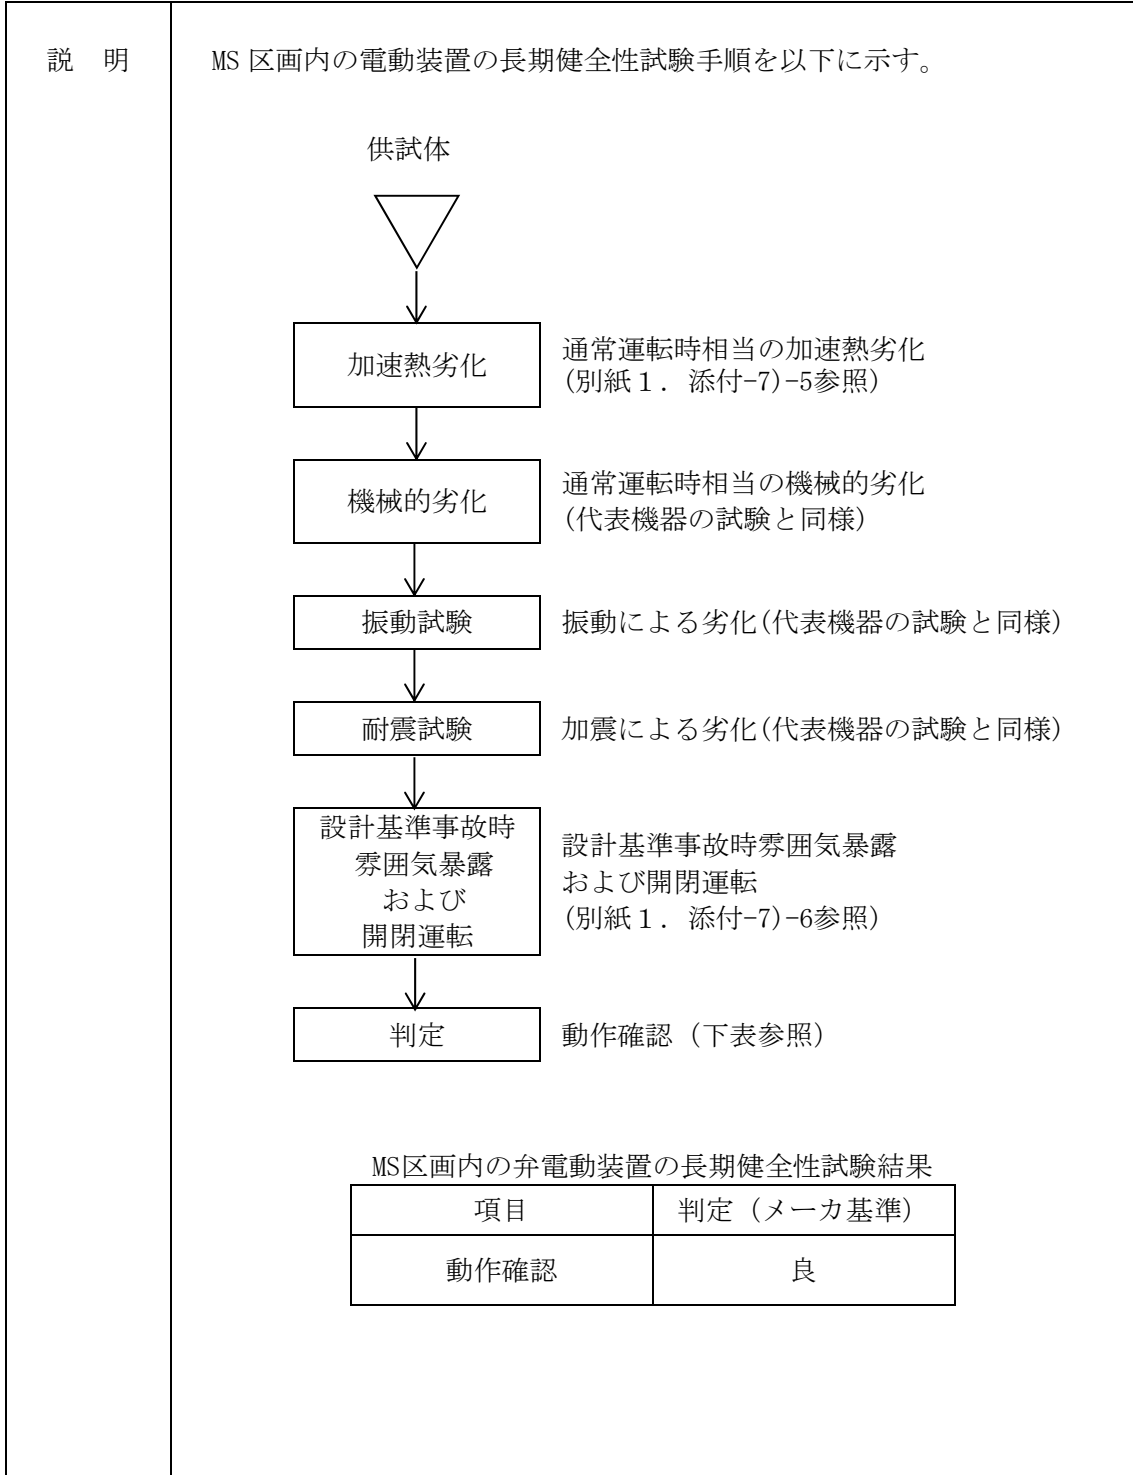 説　明
MS 区画内の電動装置の長期健全性試験手順を以下に示す。
供試体
加速熱劣化
通常運転時相当の加速熱劣化
(別紙１．添付-7)-5参照)
機械的劣化
通常運転時相当の機械的劣化
(代表機器の試験と同様)
振動試験
振動による劣化(代表機器の試験と同様)
耐震試験
加震による劣化(代表機器の試験と同様)
設計基準事故時
雰囲気暴露
および
開閉運転
設計基準事故時雰囲気暴露
および開閉運転
(別紙１．添付-7)-6参照)
判定
動作確認（下表参照）
MS区画内の弁電動装置の長期健全性試験結果
項目
判定（メーカ基準）
動作確認
良